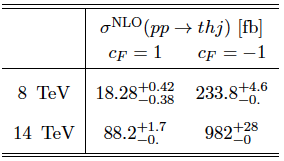 σ^NLO(pp → thj) [fb]
c_F = 1 c_F = −1
8 TeV 18.28^{+0.42}_{−0.38} 233.8^{+4.6}_{−0.}
14 TeV 88.2^{+1.7}_{−0.} 982^{+28}_{−0}